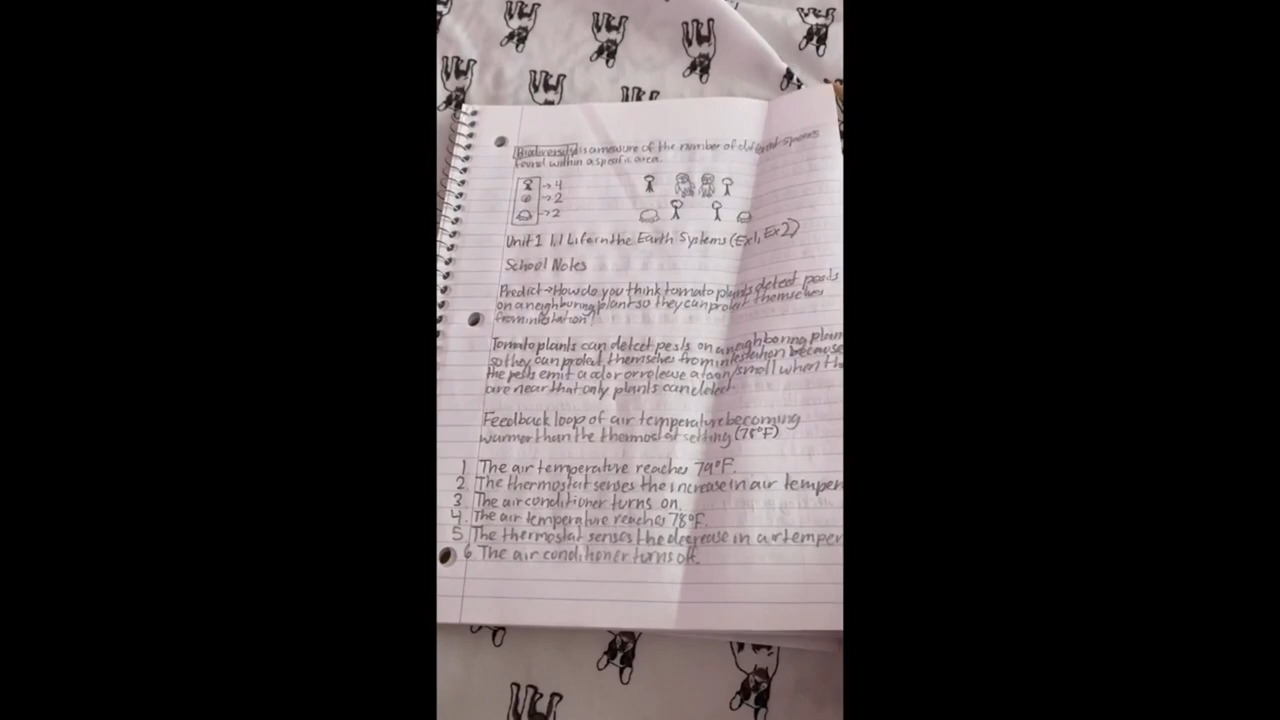 Biodiversity is a measure of the number of different species
found within a specific area.
→ 4
→ 2
→ 2
Unit 1 1.1 Life in the Earth Systems (Ex1, Ex2)
School Notes
Predict → How do you think tomato plants detect pests
on a neighboring plant so they can protect themselves
from infestation?
Tomato plants can detect pests on a neighboring plan
so they can protect themselves from infestation because
the pests emit a odor or release a /smell when th
are near that only plants can detect.
Feedback loop of air temperature becoming
warmer than the thermostat setting (78°F)
1 The air temperature reaches 79°F.
2. The thermostat senses the increase in air temper
3 The air conditioner turns on.
4. The air temperature reaches 78°F.
5 The thermostat senses the decrease in air temper
6 The air conditioner turns off.